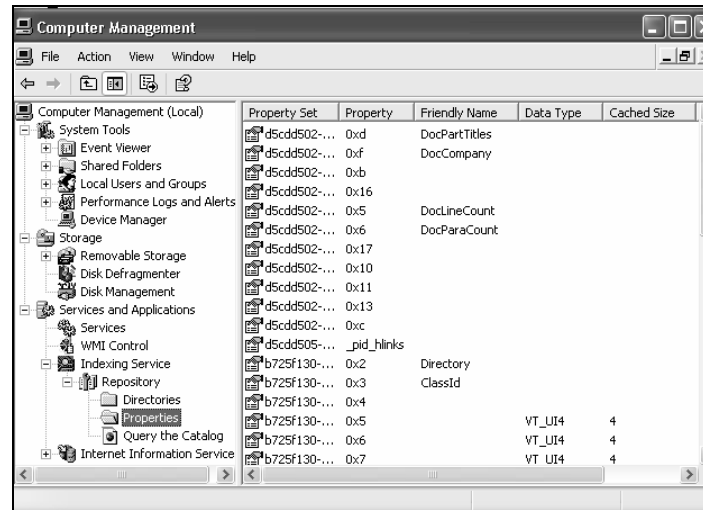 Computer Management
File Action View Window Help
Computer Management (Local)
System Tools
Event Viewer
Shared Folders
Local Users and Groups
Performance Logs and Alerts
Device Manager
Storage
Removable Storage
Disk Defragmenter
Disk Management
Services and Applications
Services
WMI Control
Indexing Service
Repository
Directories
Properties
Query the Catalog
Internet Information Service
Property Set Property Friendly Name Data Type Cached Size
d5cdd502-... 0xd DocPartTitles
d5cdd502-... 0xf DocCompany
d5cdd502-... 0xb
d5cdd502-... 0x16
d5cdd502-... 0x5 DocLineCount
d5cdd502-... 0x6 DocParaCount
d5cdd502-... 0x17
d5cdd502-... 0x10
d5cdd502-... 0x11
d5cdd502-... 0x13
d5cdd502-... 0xc
d5cdd505-... _pid_hlinks
b725f130-... 0x2 Directory
b725f130-... 0x3 ClassId
b725f130-... 0x4
b725f130-... 0x5 VT_UI4 4
b725f130-... 0x6 VT_UI4 4
b725f130-... 0x7 VT_UI4 4